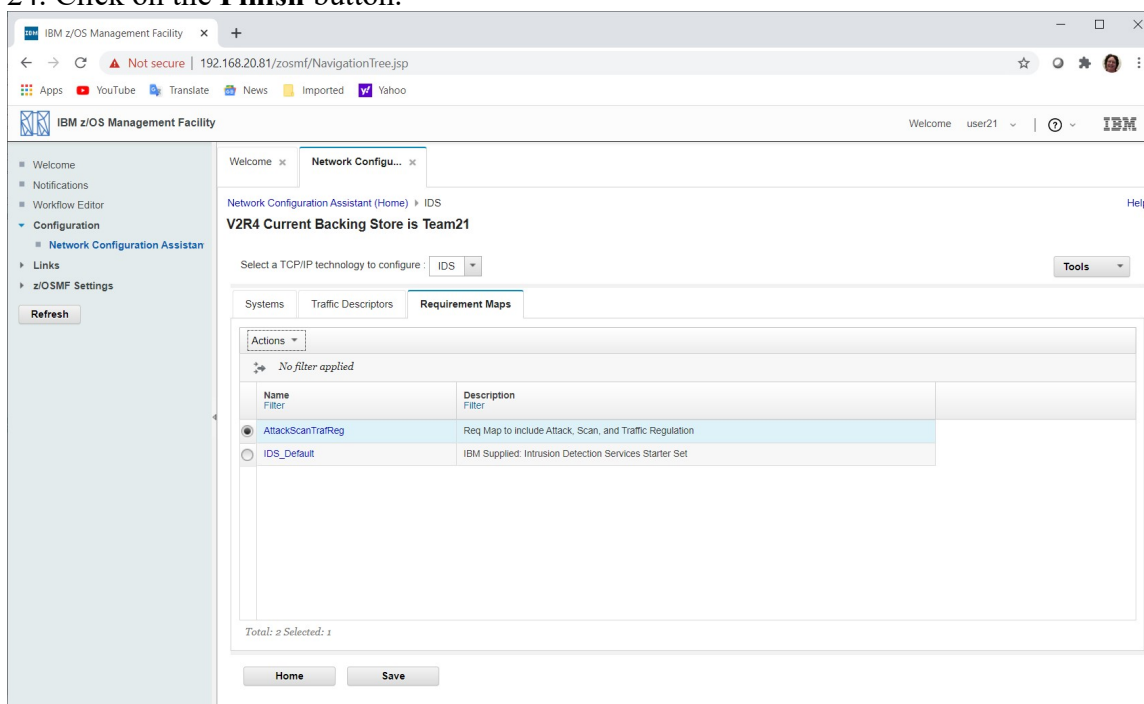 24. Click on the Finish button.
IBM IBM z/OS Management Facility
Not secure | 192.168.20.81/zosmf/NavigationTree.jsp
Apps YouTube Translate News Imported Yahoo
IBM z/OS Management Facility Welcome user21 IBM
Welcome
Notifications
Workflow Editor
Configuration
Network Configuration Assistan
Links
z/OSMF Settings
Refresh
Welcome Network Configu...
Network Configuration Assistant (Home) IDS Help
V2R4 Current Backing Store is Team21
Select a TCP/IP technology to configure : IDS Tools
Systems Traffic Descriptors Requirement Maps
Actions
No filter applied
Name Description
Filter Filter
AttackScanTrafReg Req Map to include Attack, Scan, and Traffic Regulation
IDS_Default IBM Supplied: Intrusion Detection Services Starter Set
Total: 2 Selected: 1
Home Save